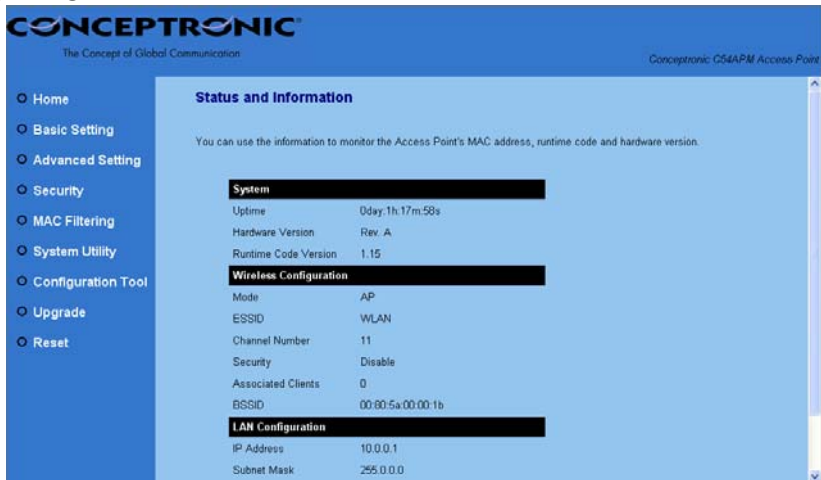 CONCEPTRONIC®
The Concept of Global Communication
Conceptronic C54APM Access Point
Home
Basic Setting
Advanced Setting
Security
MAC Filtering
System Utility
Configuration Tool
Upgrade
Reset
Status and Information
You can use the information to monitor the Access Point's MAC address, runtime code and hardware version.
System
Uptime 0day:1h:17m:58s
Hardware Version Rev. A
Runtime Code Version 1.15
Wireless Configuration
Mode AP
ESSID WLAN
Channel Number 11
Security Disable
Associated Clients 0
BSSID 00:80:5a:00:00:1b
LAN Configuration
IP Address 10.0.0.1
Subnet Mask 255.0.0.0